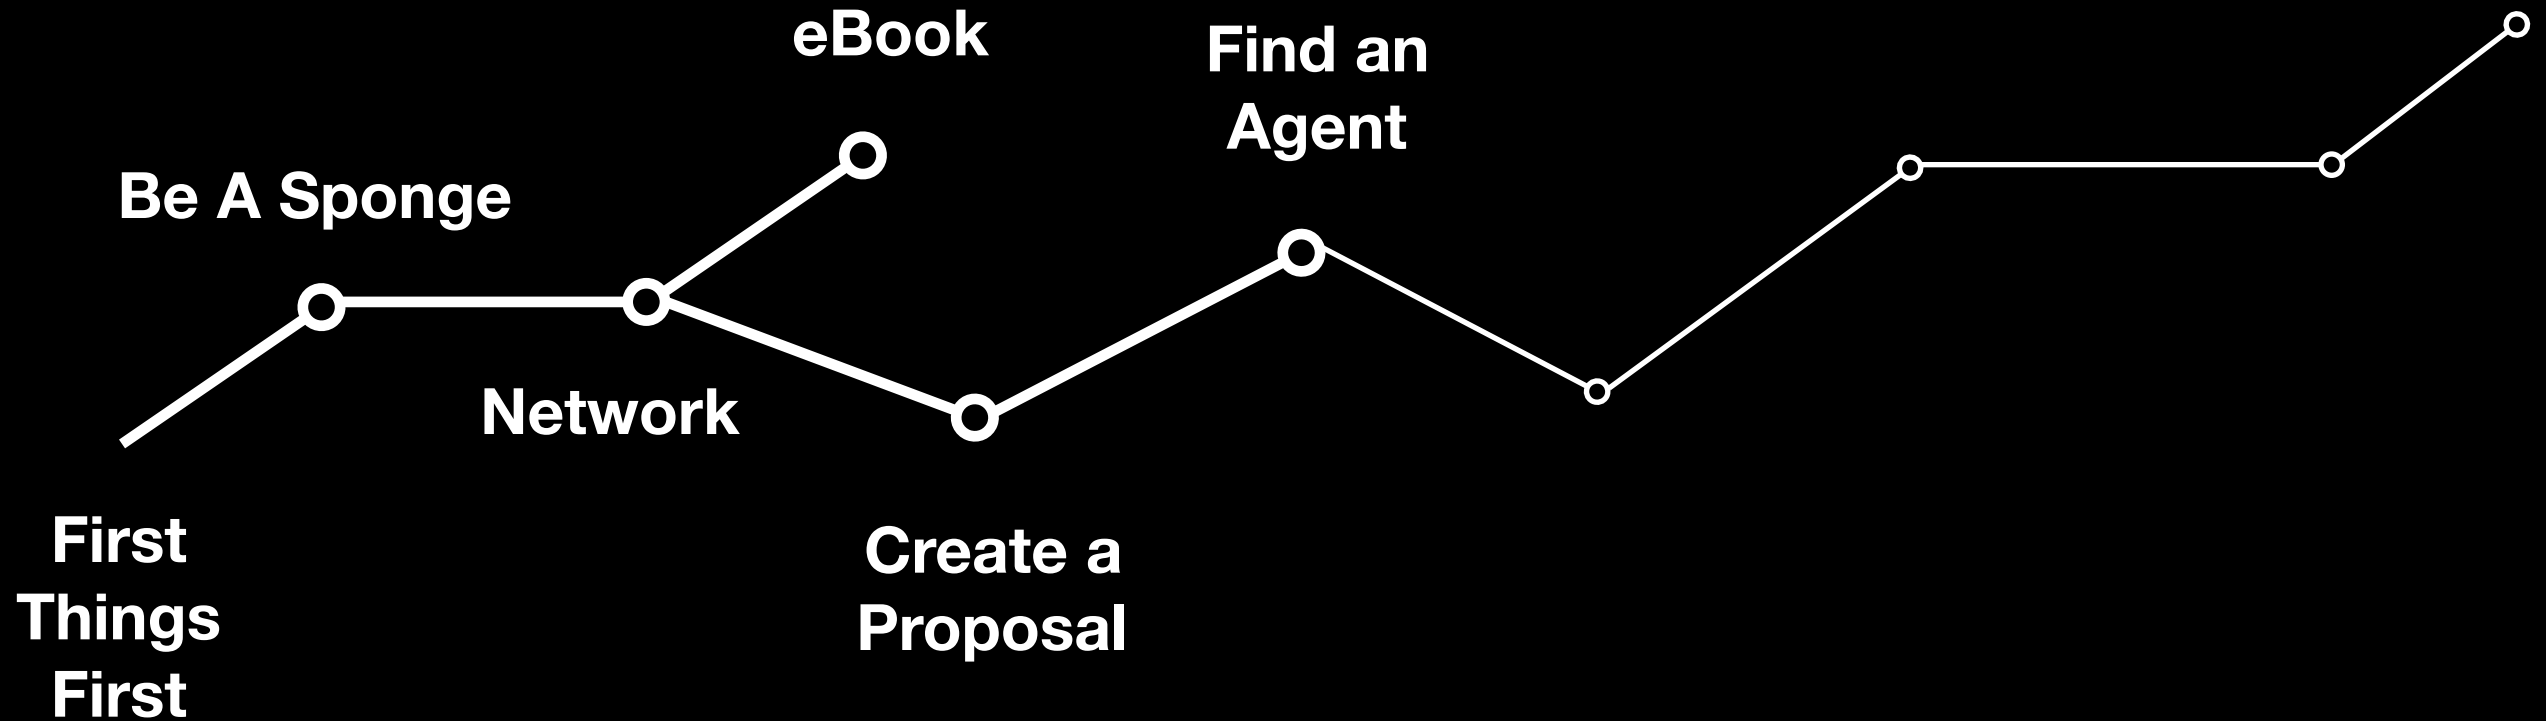 eBook
Find an
Agent
Be A Sponge
Network
First
Things
First
Create a
Proposal